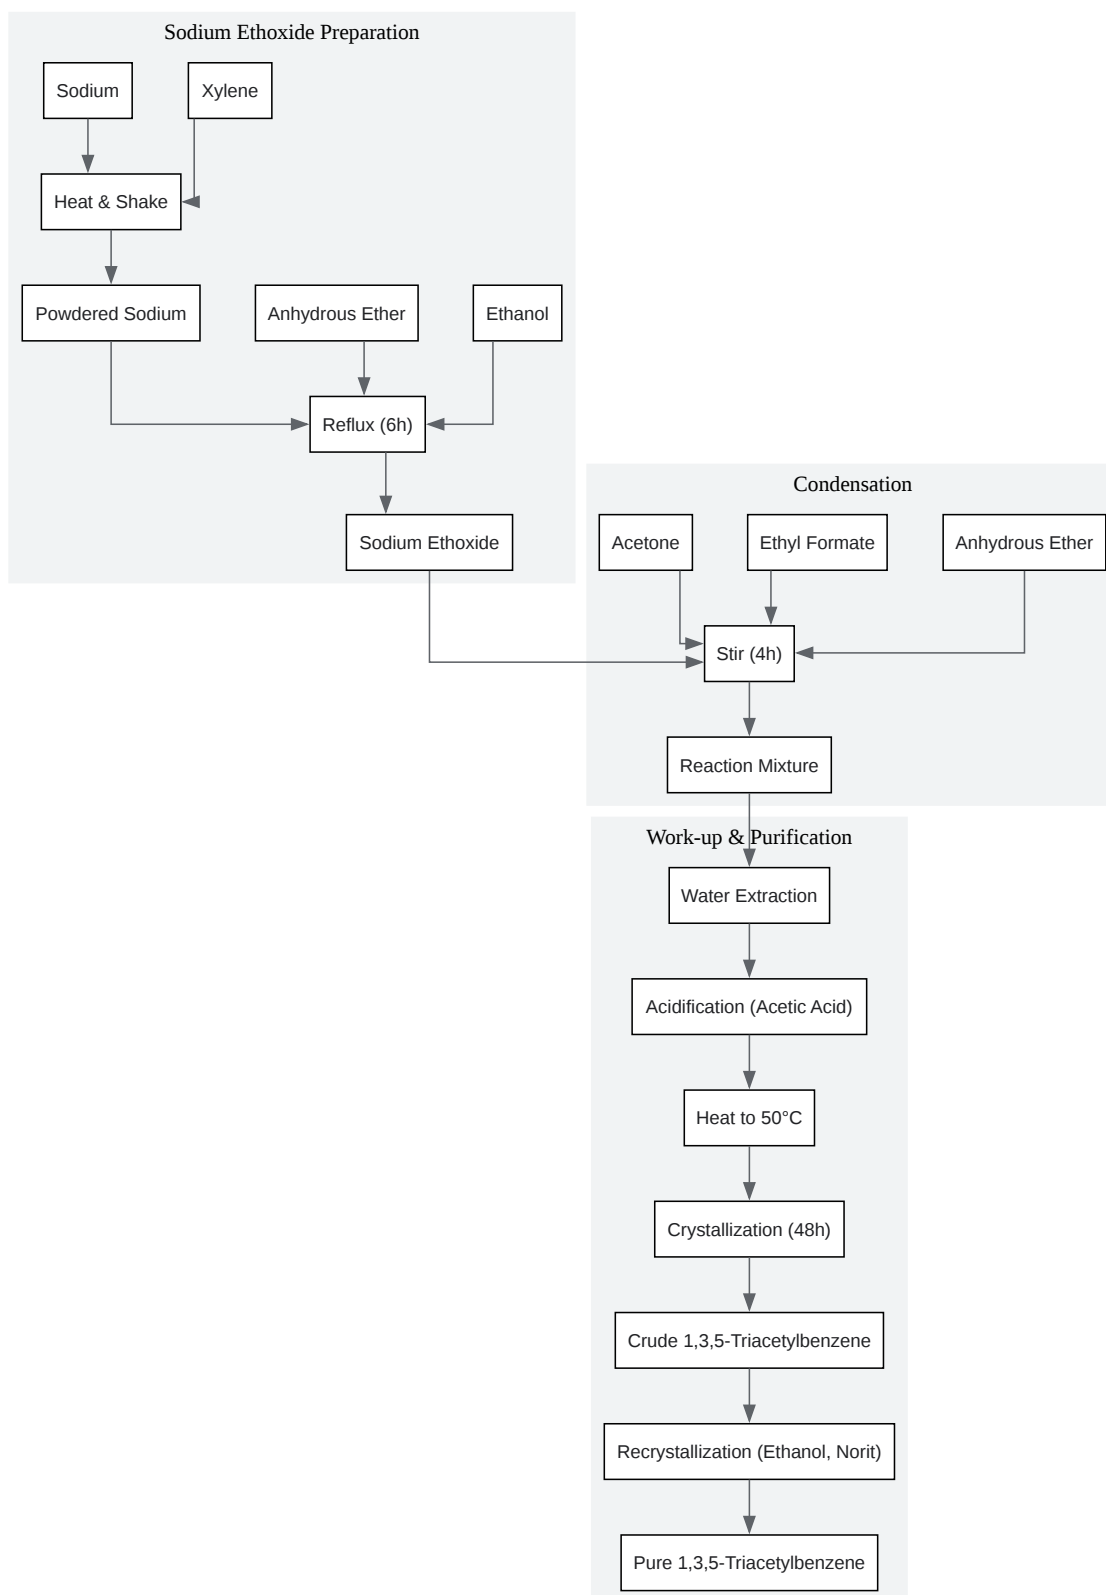 Sodium Ethoxide Preparation
Sodium
Xylene
Heat & Shake
Powdered Sodium
Anhydrous Ether
Ethanol
Reflux (6h)
Sodium Ethoxide
Condensation
Acetone
Ethyl Formate
Anhydrous Ether
Stir (4h)
Reaction Mixture
Work-up & Purification
Water Extraction
Acidification (Acetic Acid)
Heat to 50°C
Crystallization (48h)
Crude 1,3,5-Triacetylbenzene
Recrystallization (Ethanol, Norit)
Pure 1,3,5-Triacetylbenzene